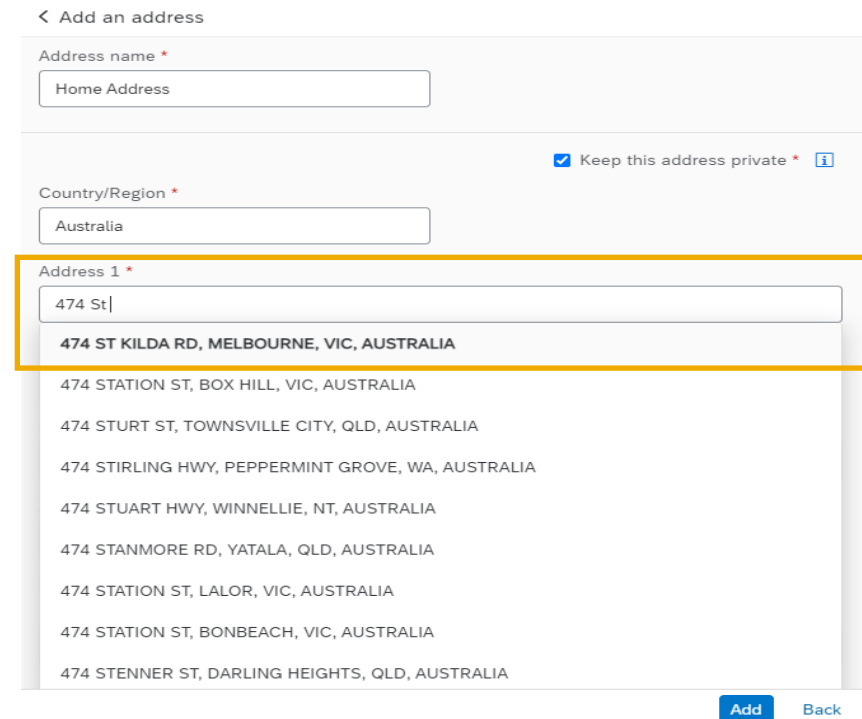 < Add an address
Address name *
Home Address
Keep this address private * i
Country/Region *
Australia
Address 1 *
474 St
474 ST KILDA RD, MELBOURNE, VIC, AUSTRALIA
474 STATION ST, BOX HILL, VIC, AUSTRALIA
474 STURT ST, TOWNSVILLE CITY, QLD, AUSTRALIA
474 STIRLING HWY, PEPPERMINT GROVE, WA, AUSTRALIA
474 STUART HWY, WINNELLIE, NT, AUSTRALIA
474 STANMORE RD, YATALA, QLD, AUSTRALIA
474 STATION ST, LALOR, VIC, AUSTRALIA
474 STATION ST, BONBEACH, VIC, AUSTRALIA
474 STENNER ST, DARLING HEIGHTS, QLD, AUSTRALIA
Add Back